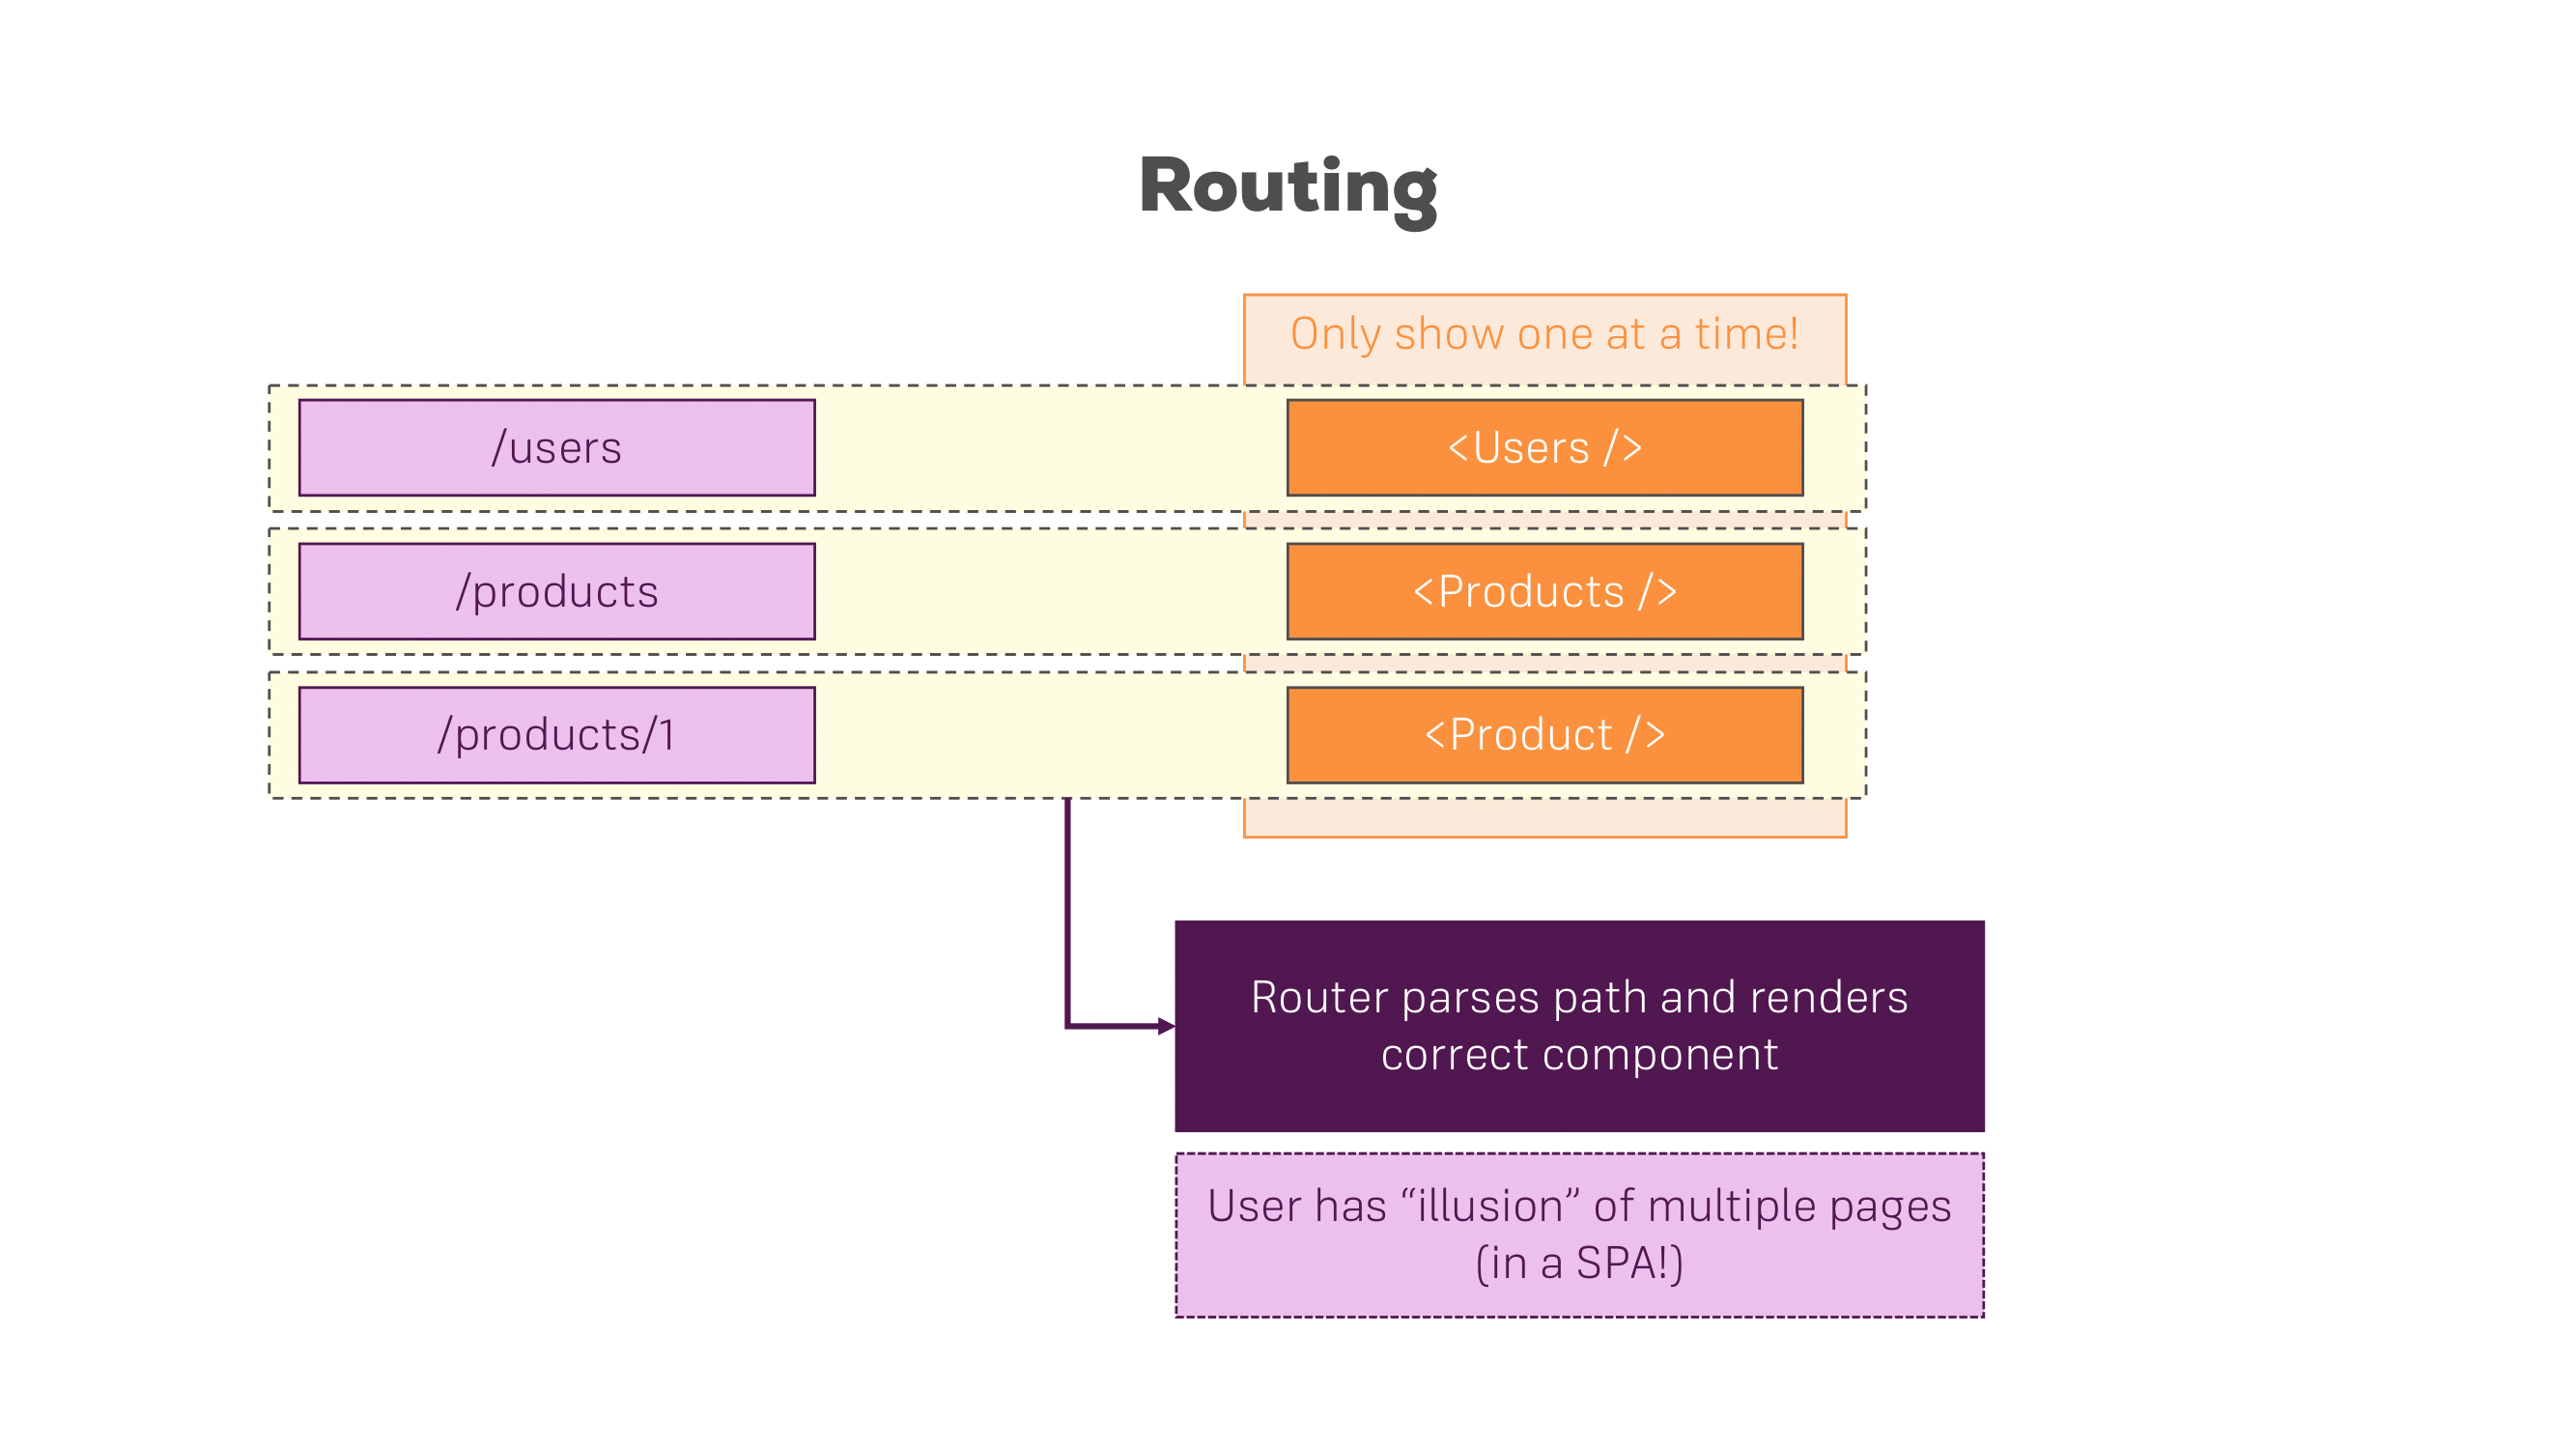 Routing
Only show one at a time!
/users
<Users />
/products
<Products />
/products/1
<Product />
Router parses path and renders
correct component
User has “illusion” of multiple pages
(in a SPA!)